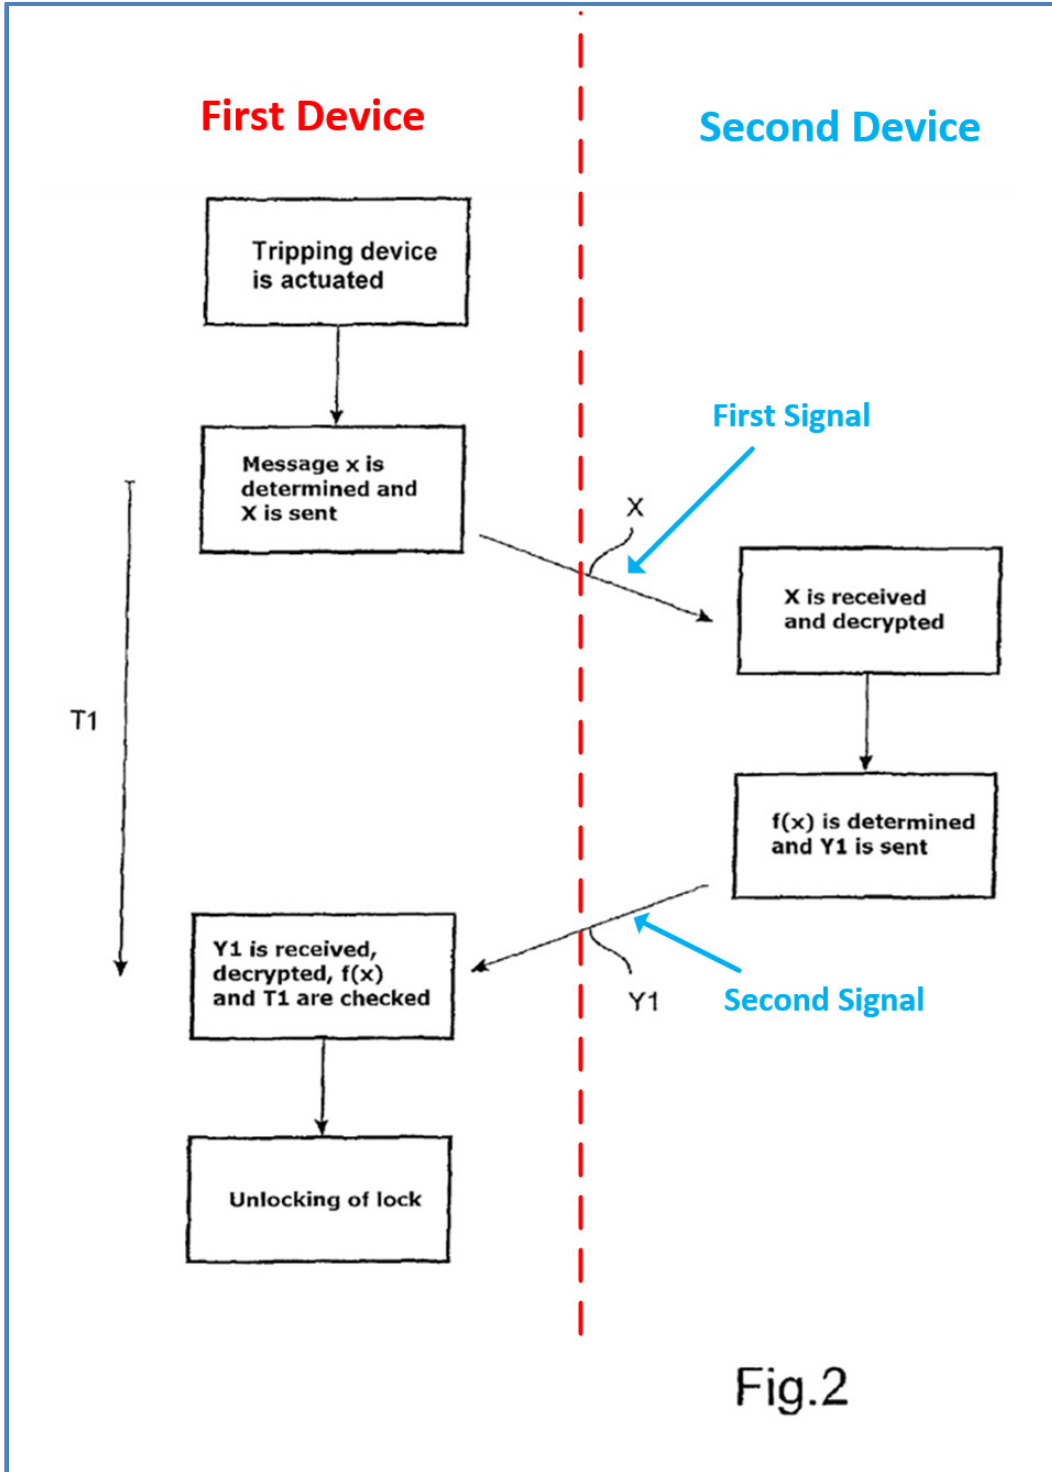 First Device
Second Device
Tripping device
is actuated
First Signal
Message x is
determined and
X is sent
X
X is received
and decrypted
T1
f(x) is determined
and Y1 is sent
Y1 is received,
decrypted, f(x)
and T1 are checked
Y1
Second Signal
Unlocking of lock
Fig.2